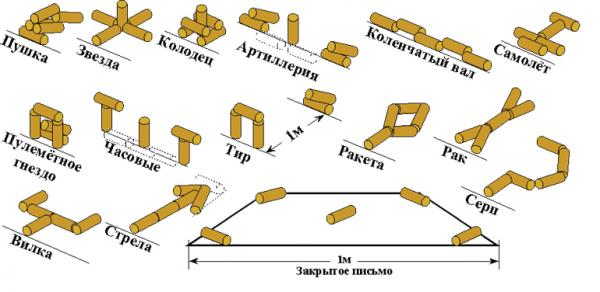 Пушка
Звезда
Колодец
Артиллерия
Коленчатый вал
Самолёт
Пулемётное
гнездо
Часовые
Тир
1м
Ракета
Рак
Серп
Вилка
Стрела
1м
Закрытое письмо